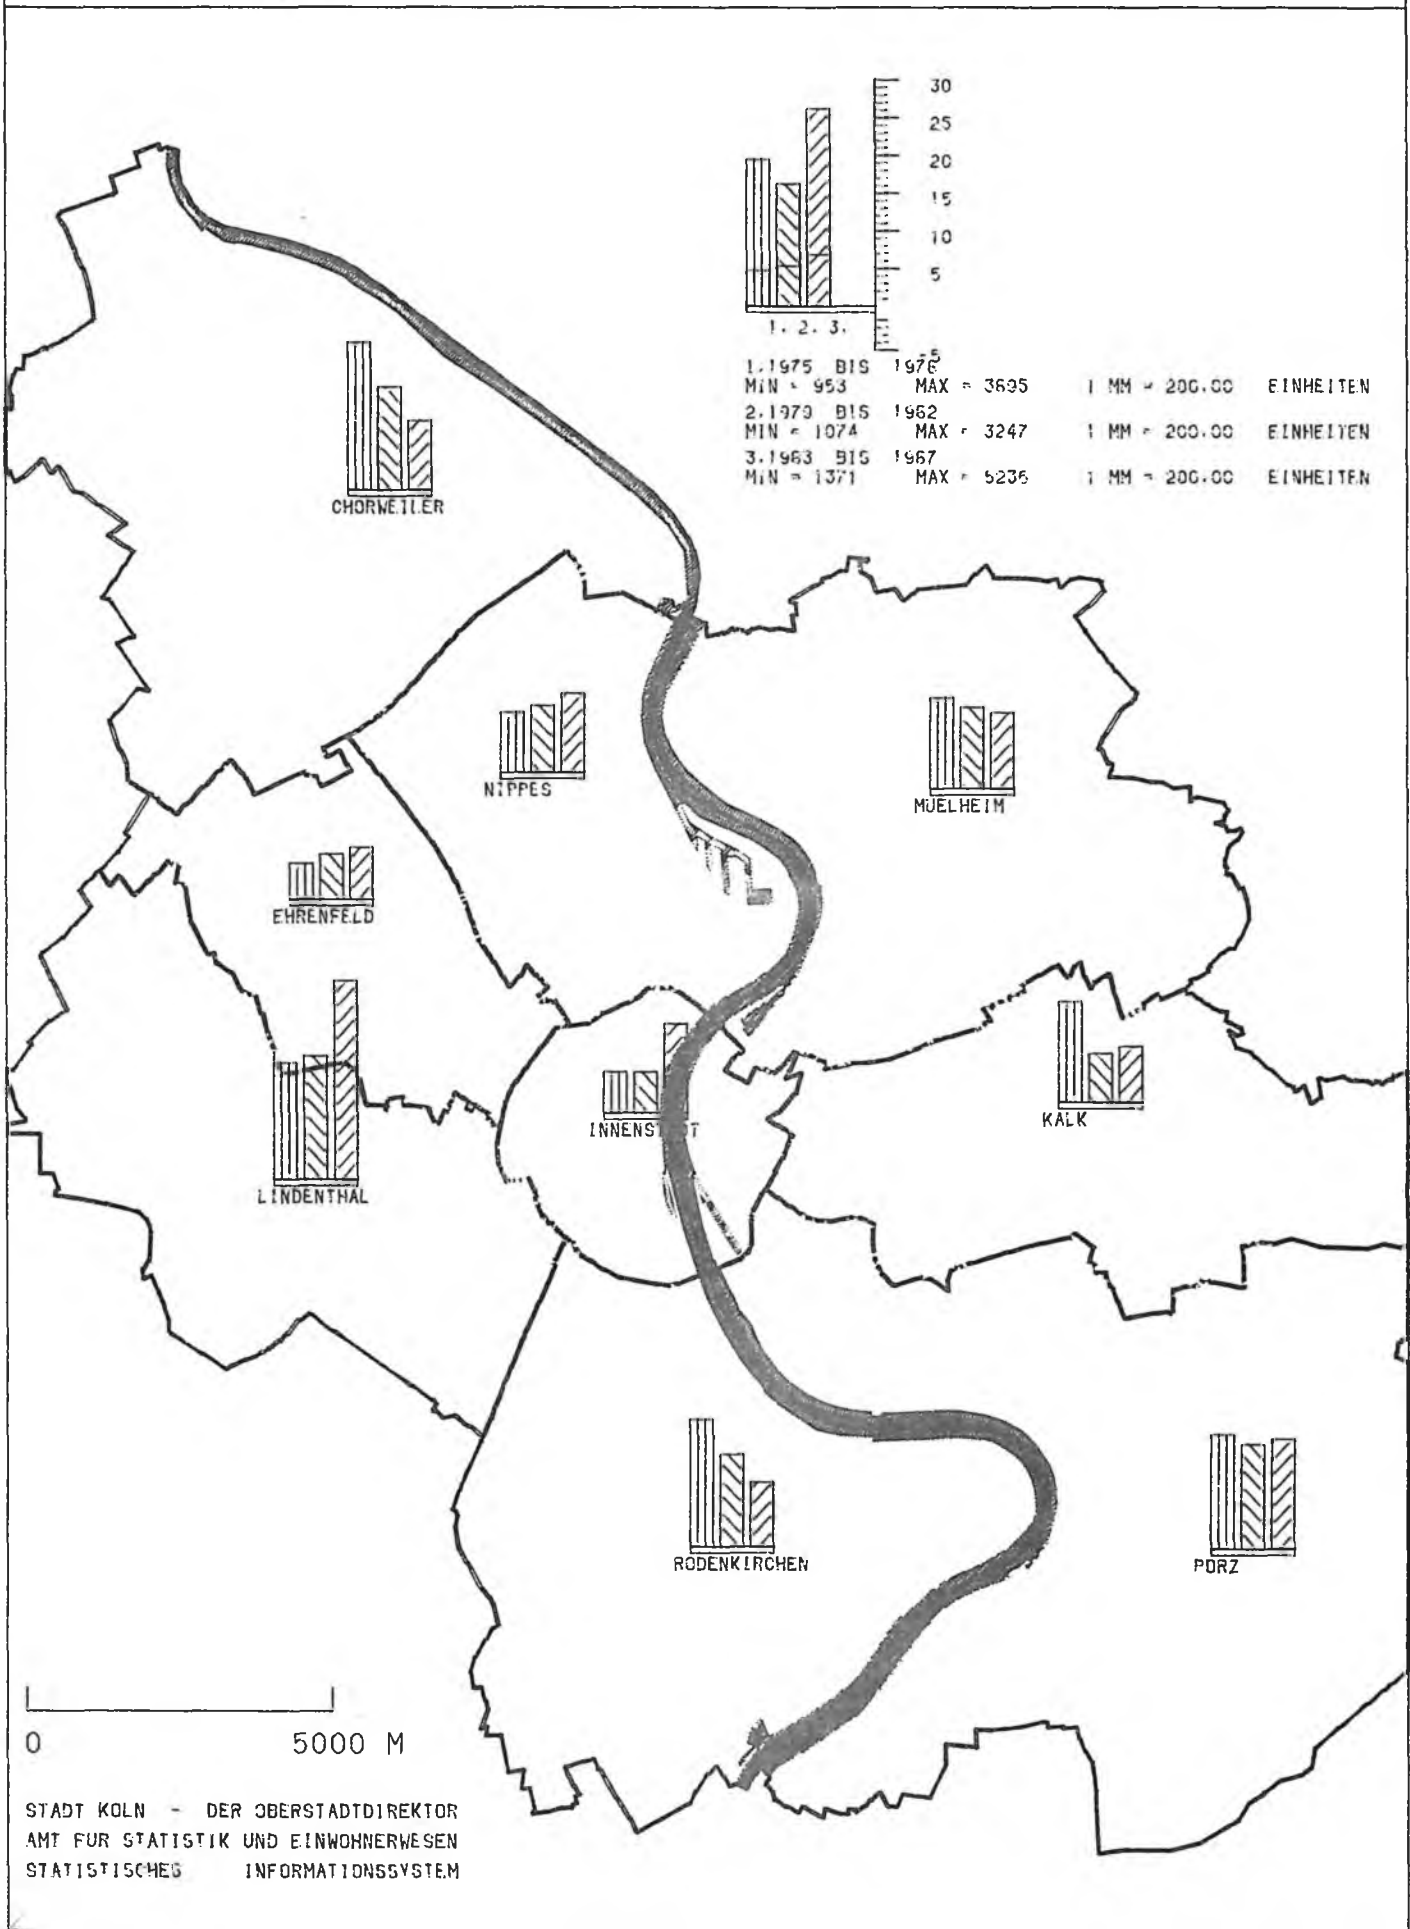 30
25
20
15
10
5
-5
1. 2. 3.
1.1975 BIS 1978
MIN = 953 MAX = 3695 1 MM = 200.00 EINHEITEN
2.1979 BIS 1982
MIN = 1074 MAX = 3247 1 MM = 200.00 EINHEITEN
3.1983 BIS 1987
MIN = 1371 MAX = 5236 1 MM = 200.00 EINHEITEN
CHORWEILER
NIPPES
MUELHEIM
EHRENFELD
INNENSTADT
KALK
LINDENTHAL
RODENKIRCHEN
PORZ
0 5000 M
STADT KOLN - DER OBERSTADTDIREKTOR
AMT FUR STATISTIK UND EINWOHNERWESEN
STATISTISCHES INFORMATIONSSYSTEM